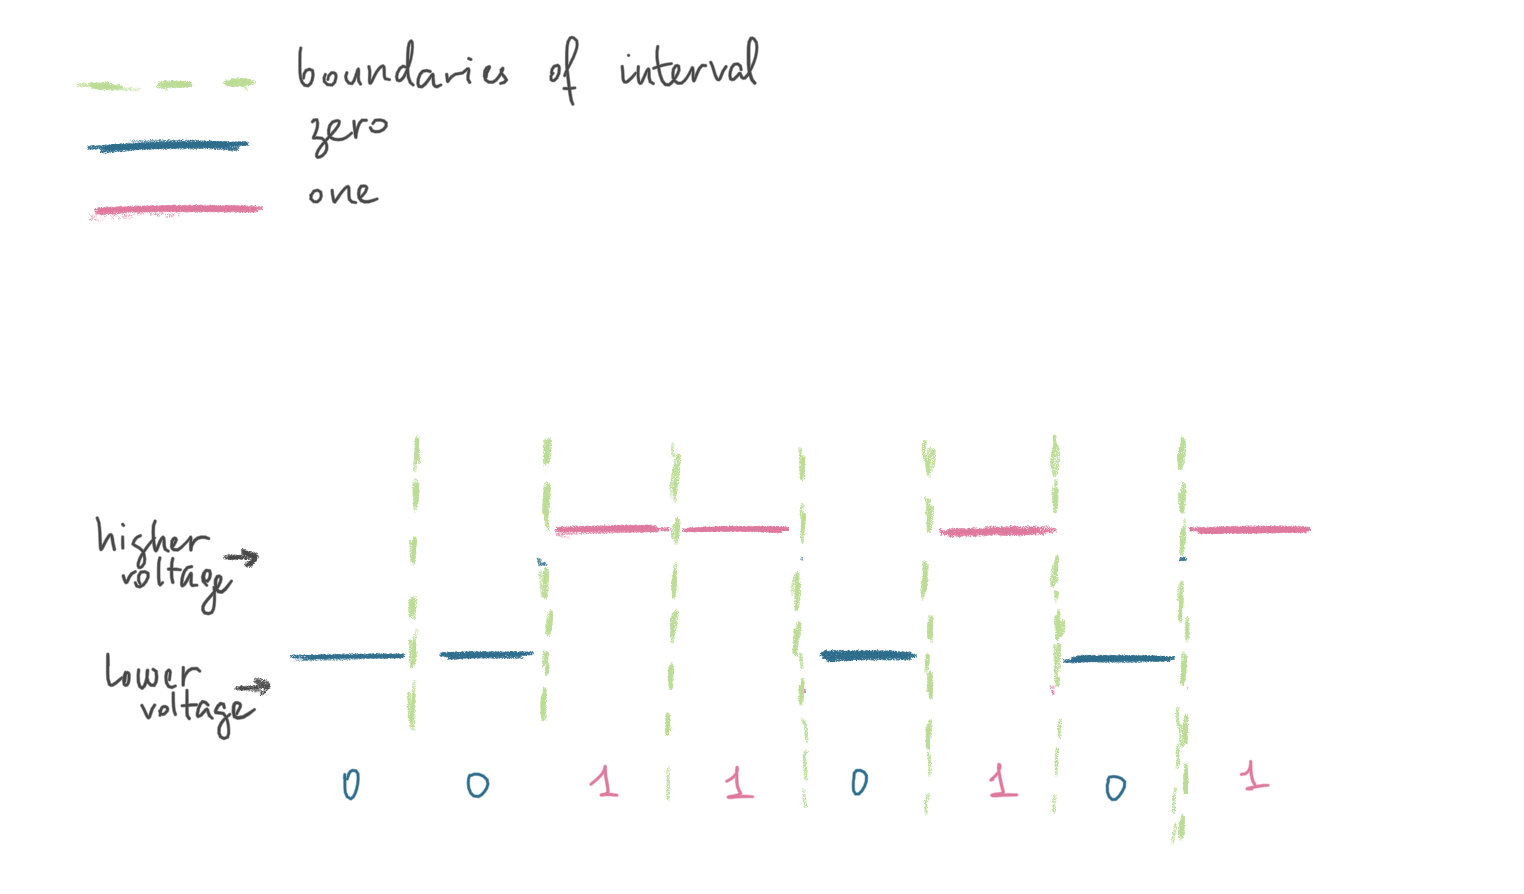 boundaries of interval
zero
one
higher
voltage
lower
voltage
0 0 1 1 0 1 0 1